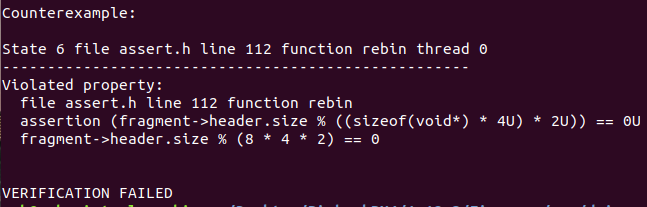 Counterexample:
State 6 file assert.h line 112 function rebin thread 0
----------------------------------------------------
Violated property:
file assert.h line 112 function rebin
assertion (fragment->header.size % ((sizeof(void*) * 4U) * 2U)) == 0U
fragment->header.size % (8 * 4 * 2) == 0
VERIFICATION FAILED